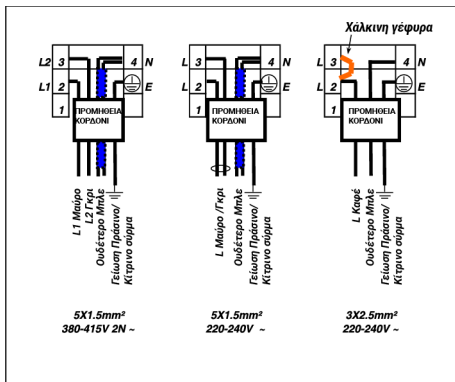 Χάλκινη γέφυρα
L2 3 4 N
L1 2 E
1
ΠΡΟΜΗΘΕΙΑ
ΚΟΡΔΟΝΙ
L1 Μαύρο
L2 Γκρι
Ουδέτερο Μπλε
Γείωση Πράσινο/
Κίτρινο σύρμα
5X1.5mm²
380-415V 2N ~
L 3 4 N
L 2 E
1
ΠΡΟΜΗΘΕΙΑ
ΚΟΡΔΟΝΙ
L Μαύρο /Γκρι
Ουδέτερο Μπλε
Γείωση Πράσινο/
Κίτρινο σύρμα
5X1.5mm²
220-240V ~
L 3 4 N
L 2 E
1
ΠΡΟΜΗΘΕΙΑ
ΚΟΡΔΟΝΙ
L Καφέ
Ουδέτερο Μπλε
Γείωση Πράσινο/
Κίτρινο σύρμα
3X2.5mm²
220-240V ~